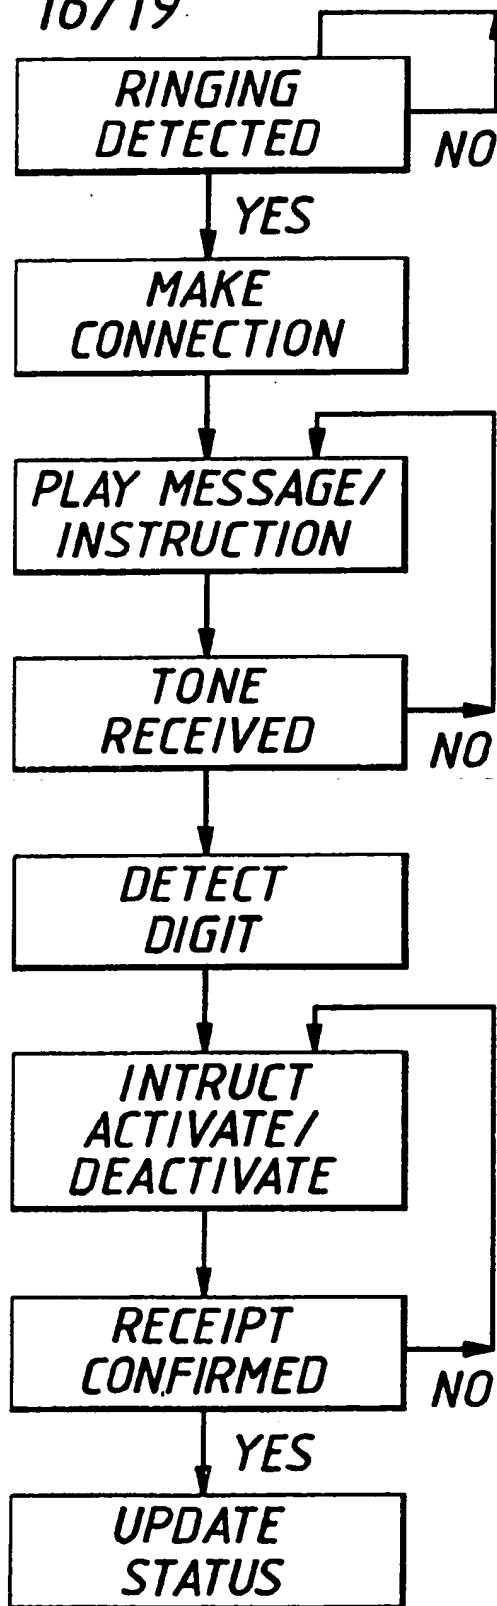 16/19
RINGING
DETECTED
NO
YES
MAKE
CONNECTION
PLAY MESSAGE/
INSTRUCTION
TONE
RECEIVED
NO
DETECT
DIGIT
INTRUCT
ACTIVATE/
DEACTIVATE
RECEIPT
CONFIRMED
NO
YES
UPDATE
STATUS